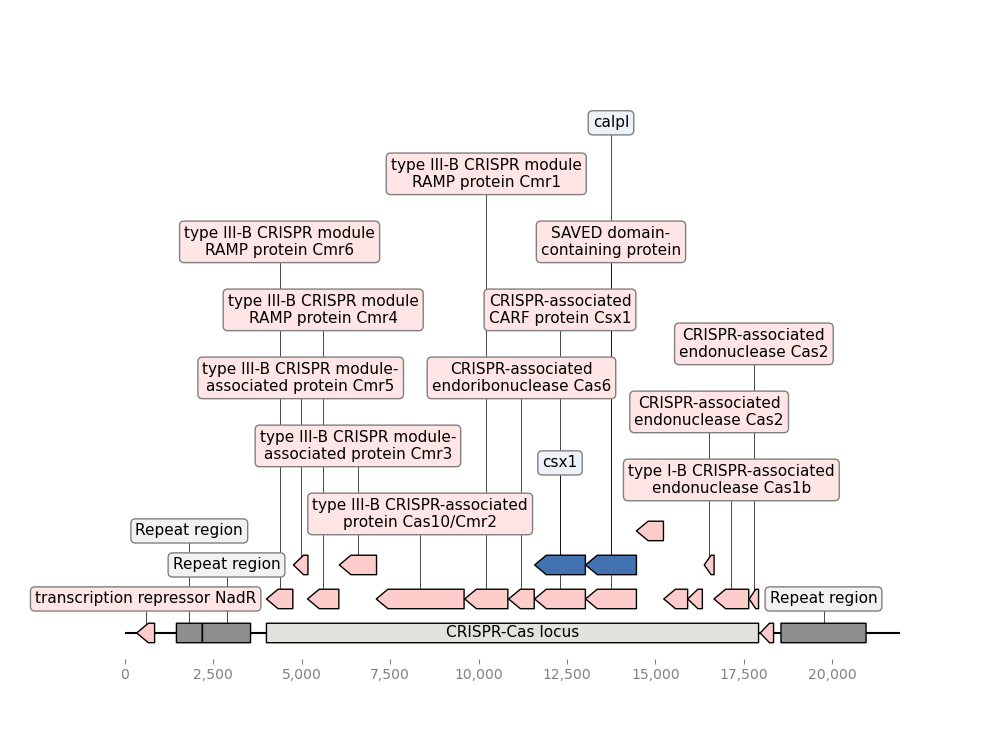 calpl
type III-B CRISPR module
RAMP protein Cmr1
type III-B CRISPR module
RAMP protein Cmr6
SAVED domain-
containing protein
type III-B CRISPR module
RAMP protein Cmr4
CRISPR-associated
CARF protein Csx1
CRISPR-associated
endonuclease Cas2
type III-B CRISPR module-
associated protein Cmr5
CRISPR-associated
endoribonuclease Cas6
CRISPR-associated
endonuclease Cas2
type III-B CRISPR module-
associated protein Cmr3
csx1
type I-B CRISPR-associated
endonuclease Cas1b
type III-B CRISPR-associated
protein Cas10/Cmr2
Repeat region
Repeat region
transcription repressor NadR
Repeat region
CRISPR-Cas locus
0
2,500
5,000
7,500
10,000
12,500
15,000
17,500
20,000